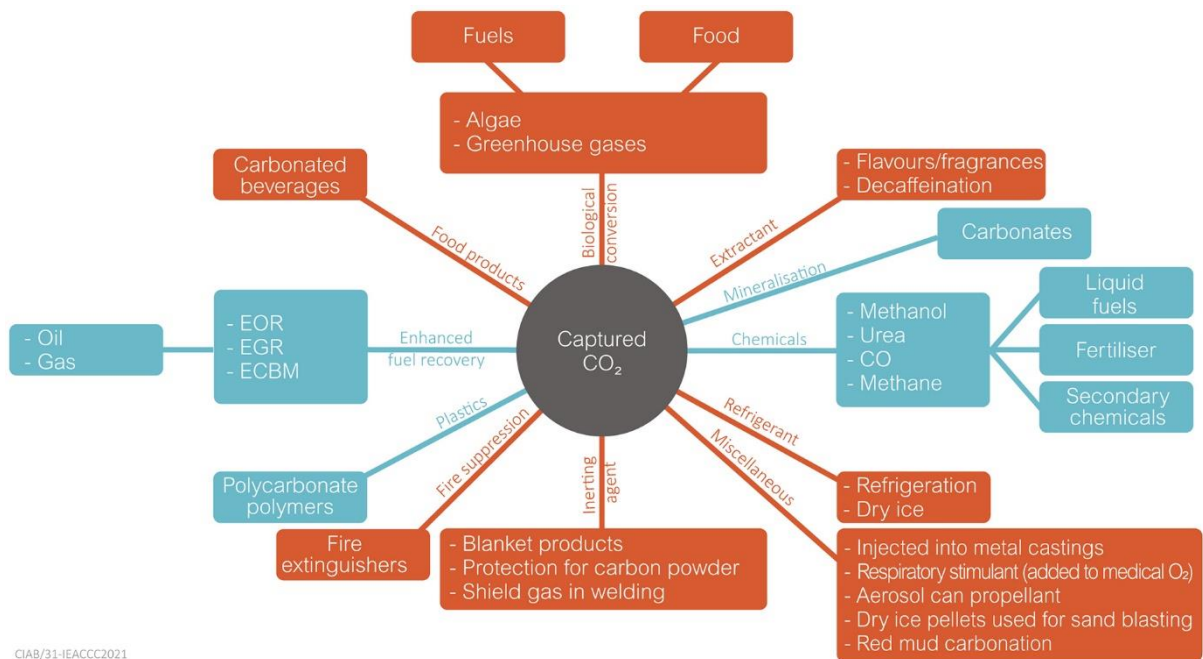 Fuels
Food
- Algae
- Greenhouse gases
Carbonated
beverages
- Flavours/fragrances
- Decaffeination
Carbonates
Food products
Biological
conversion
Extractant
Mineralisation
- Oil
- Gas
- EOR
- EGR
- ECBM
Enhanced
fuel recovery
Captured
CO₂
Chemicals
- Methanol
- Urea
- CO
- Methane
Liquid
fuels
Fertiliser
Secondary
chemicals
Plastics
Fire suppression
Inerting
agent
Refrigerant
Miscellaneous
Polycarbonate
polymers
Fire
extinguishers
- Blanket products
- Protection for carbon powder
- Shield gas in welding
- Refrigeration
- Dry ice
- Injected into metal castings
- Respiratory stimulant (added to medical O₂)
- Aerosol can propellant
- Dry ice pellets used for sand blasting
- Red mud carbonation
CIAB/31-IEACCC2021